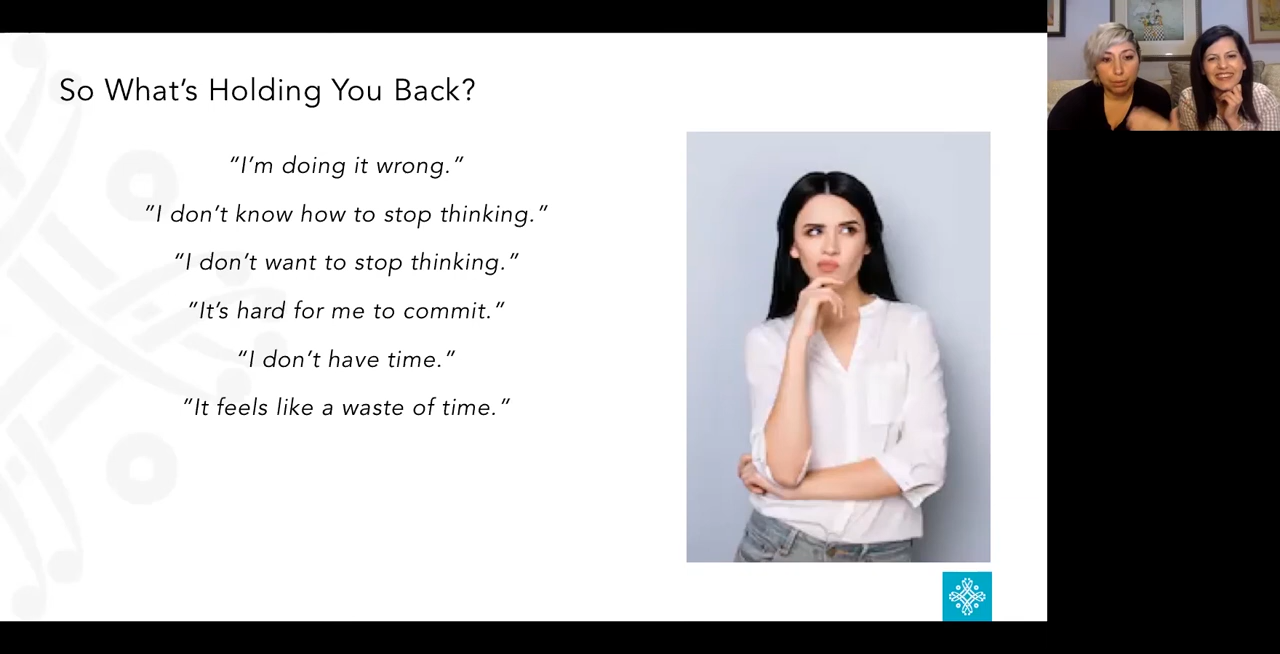 So What’s Holding You Back?
“I’m doing it wrong.”
“I don’t know how to stop thinking.”
“I don’t want to stop thinking.”
“It’s hard for me to commit.”
“I don’t have time.”
“It feels like a waste of time.”